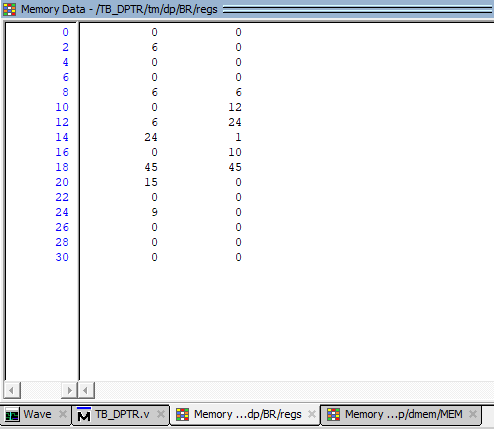 Memory Data - /TB_DPTR/tm/dp/BR/regs
0 0 0
2 6 0
4 0 0
6 0 0
8 6 6
10 0 12
12 6 24
14 24 1
16 0 10
18 45 45
20 15 0
22 0 0
24 9 0
26 0 0
28 0 0
30 0 0
Wave TB_DPTR.v Memory ...dp/BR/regs Memory ...p/dmem/MEM